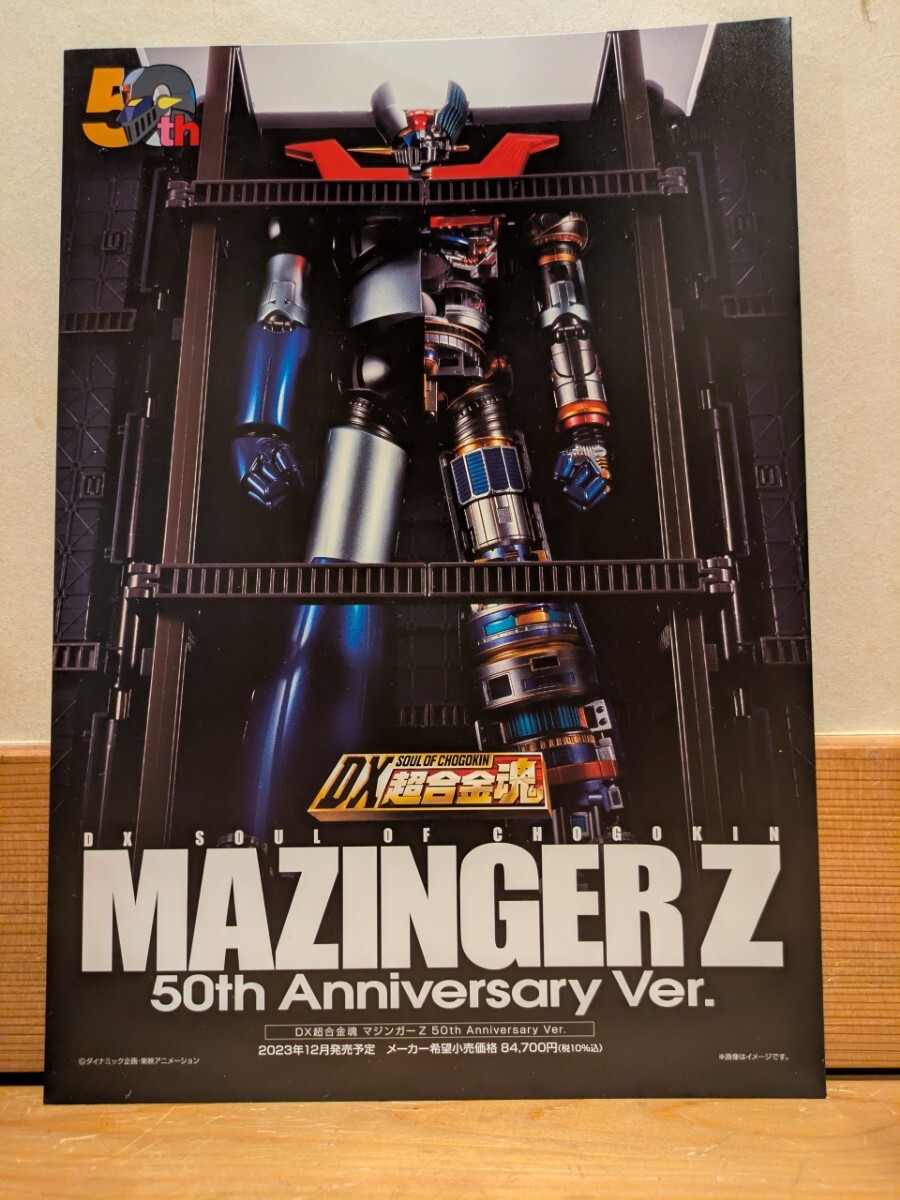 50th
DX SOUL OF CHOGOKIN
超合金魂
DX SOUL OF CHOGOKIN
MAZINGER Z
50th Anniversary Ver.
DX超合金魂 マジンガーZ 50th Anniversary Ver.
2023年12月発売予定 メーカー希望小売価格 84,700円(税10%込)
©ダイナミック企画・東映アニメーション
※画像はイメージです。